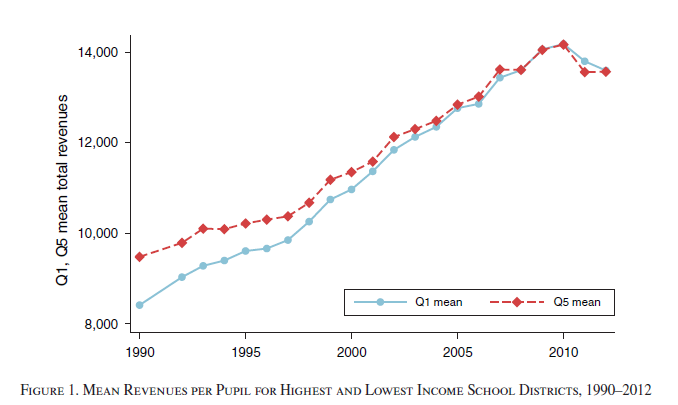 14,000
12,000
10,000
8,000
Q1, Q5 mean total revenues
Q1 mean Q5 mean
1990 1995 2000 2005 2010
FIGURE 1. MEAN REVENUES PER PUPIL FOR HIGHEST AND LOWEST INCOME SCHOOL DISTRICTS, 1990–2012